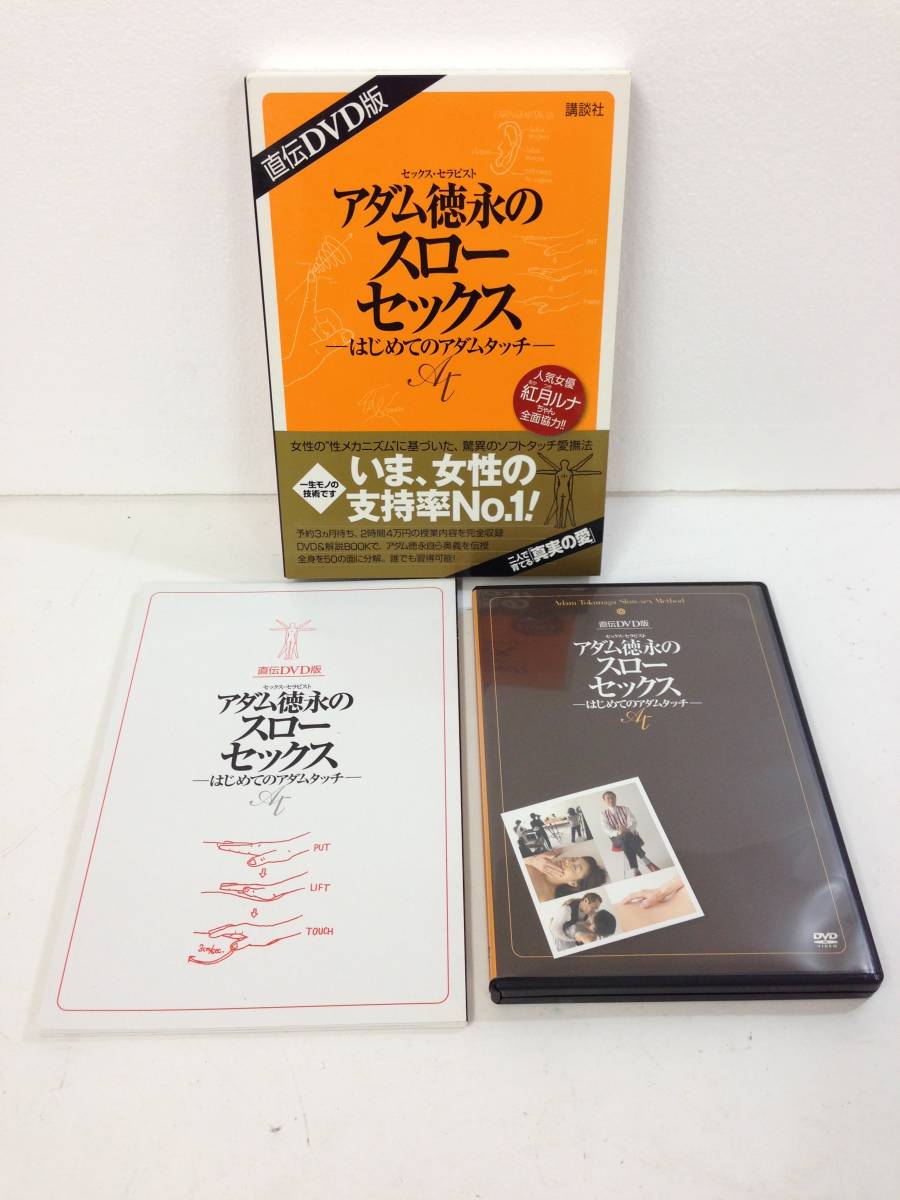 直伝DVD版
講談社
セックス・セラピスト
アダム徳永の
スロー
セックス
―はじめてのアダムタッチ―
At
PUT
LIFT
TOUCH
人気女優
あか つき
紅月ルナ
ちゃん
全面協力!!
女性の“性メカニズム”に基づいた、驚異のソフトタッチ愛撫法
一生モノの
技術です
いま、女性の
支持率No.1!
予約3ヵ月待ち、2時間4万円の授業内容を完全収録
DVD&解説BOOKで、アダム徳永自ら奥義を伝授
全身を50の面に分解。誰でも習得可能!
二人で
育てる「真実の愛」
直伝DVD版
セックス・セラピスト
アダム徳永の
スロー
セックス
―はじめてのアダムタッチ―
At
PUT
LIFT
TOUCH
3cm/sec.
Adam Tokunaga Slow-sex Method
直伝DVD版
セックス・セラピスト
アダム徳永の
スロー
セックス
―はじめてのアダムタッチ―
At
DVD
VIDEO